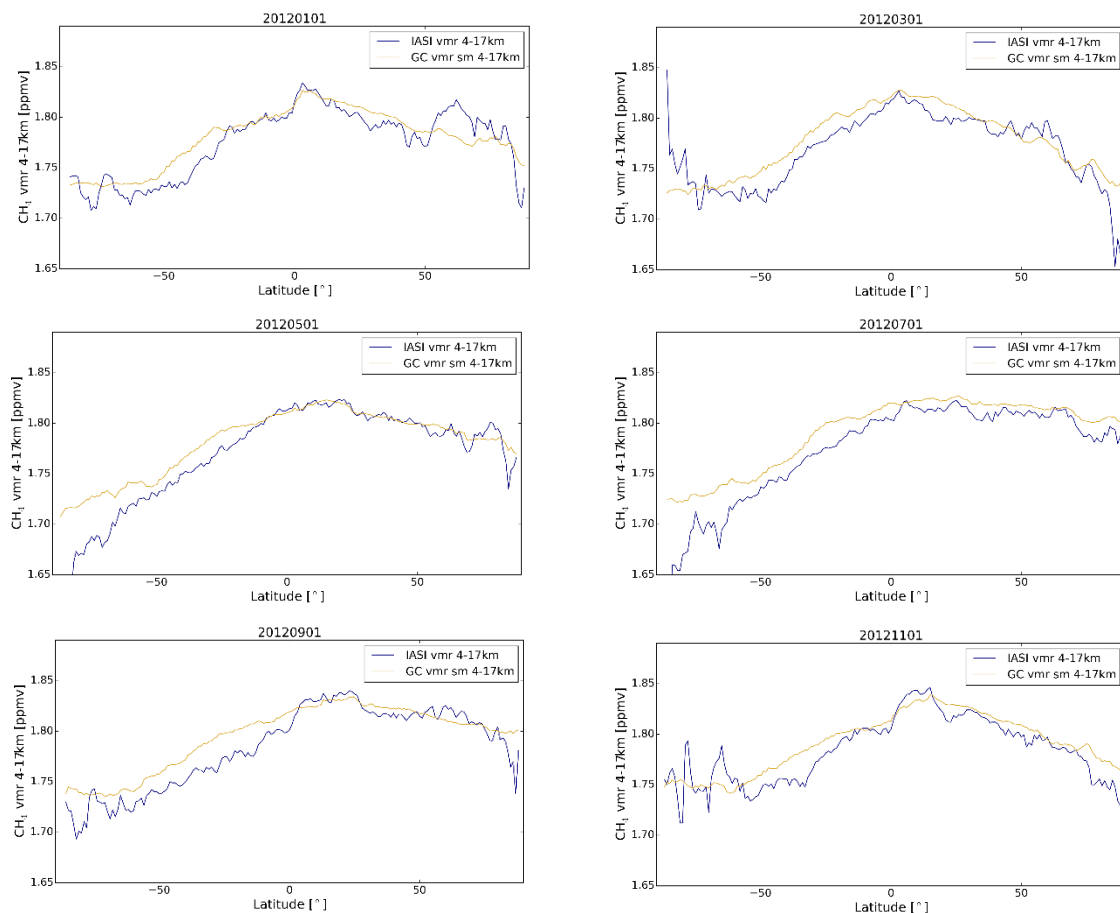 20120101
IASI vmr 4-17km
GC vmr sm 4-17km
CH₄ vmr 4-17km [ppmv]
1.85
1.80
1.75
1.70
1.65
−50
0
50
Latitude [°]
20120301
IASI vmr 4-17km
GC vmr sm 4-17km
CH₄ vmr 4-17km [ppmv]
1.85
1.80
1.75
1.70
1.65
−50
0
50
Latitude [°]
20120501
IASI vmr 4-17km
GC vmr sm 4-17km
CH₄ vmr 4-17km [ppmv]
1.85
1.80
1.75
1.70
1.65
−50
0
50
Latitude [°]
20120701
IASI vmr 4-17km
GC vmr sm 4-17km
CH₄ vmr 4-17km [ppmv]
1.85
1.80
1.75
1.70
1.65
−50
0
50
Latitude [°]
20120901
IASI vmr 4-17km
GC vmr sm 4-17km
CH₄ vmr 4-17km [ppmv]
1.85
1.80
1.75
1.70
1.65
−50
0
50
Latitude [°]
20121101
IASI vmr 4-17km
GC vmr sm 4-17km
CH₄ vmr 4-17km [ppmv]
1.85
1.80
1.75
1.70
1.65
−50
0
50
Latitude [°]